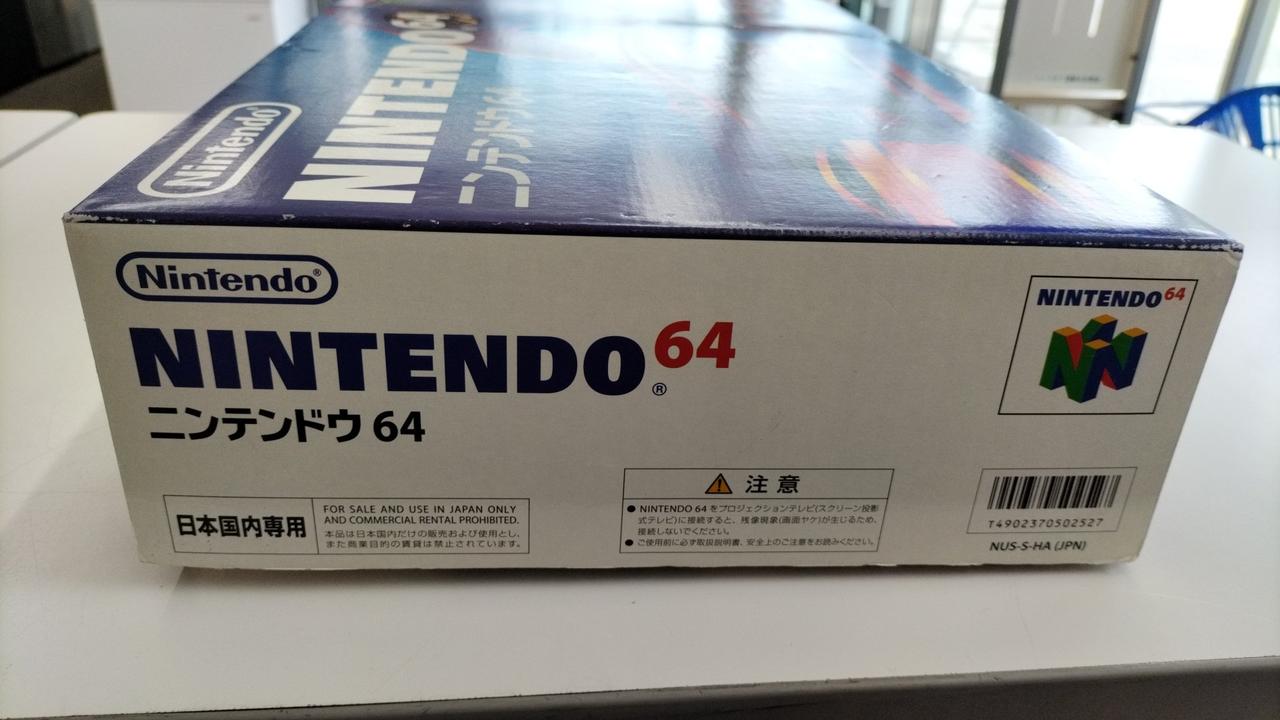 Nintendo
NINTENDO 64
ニンテンドウ64
Nintendo®
NINTENDO 64®
ニンテンドウ 64
NINTENDO 64
日本国内専用
FOR SALE AND USE IN JAPAN ONLY
AND COMMERCIAL RENTAL PROHIBITED.
本品は日本国内だけの販売および使用とし、
また商業目的の賃貸は禁止されています。
注意
● NINTENDO 64 をプロジェクションテレビ(スクリーン投影
式テレビ)に接続すると、残像現象(画面ヤケ)が生じるため、
接続しないでください。
● ご使用前に必ず取扱説明書、安全上のご注意をお読みください。
T4902370502527
NUS-S-HA (JPN)